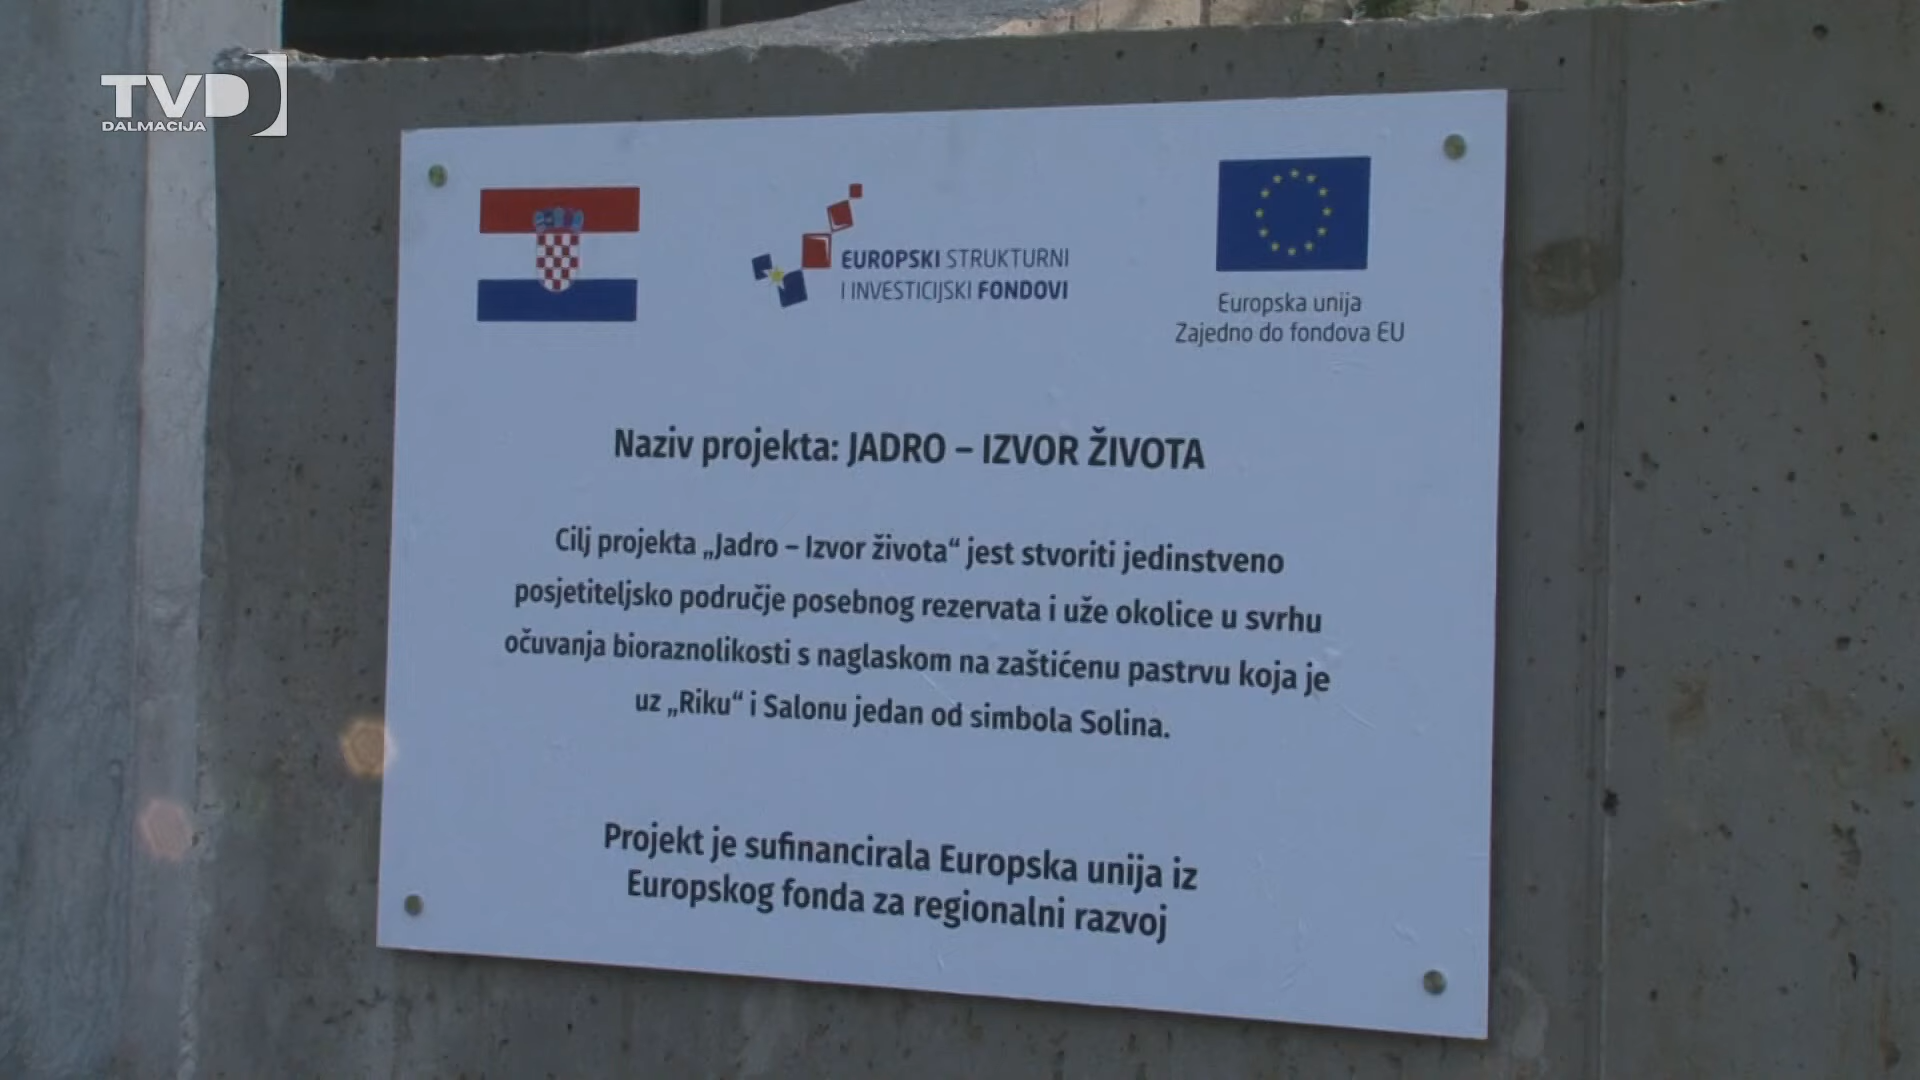 TVD
DALMACIJA
EUROPSKI STRUKTURNI
I INVESTICIJSKI FONDOVI
Europska unija
Zajedno do fondova EU
Naziv projekta: JADRO – IZVOR ŽIVOTA
Cilj projekta „Jadro – Izvor života“ jest stvoriti jedinstveno
posjetiteljsko područje posebnog rezervata i uže okolice u svrhu
očuvanja bioraznolikosti s naglaskom na zaštićenu pastrvu koja je
uz „Riku“ i Salonu jedan od simbola Solina.
Projekt je sufinancirala Europska unija iz
Europskog fonda za regionalni razvoj